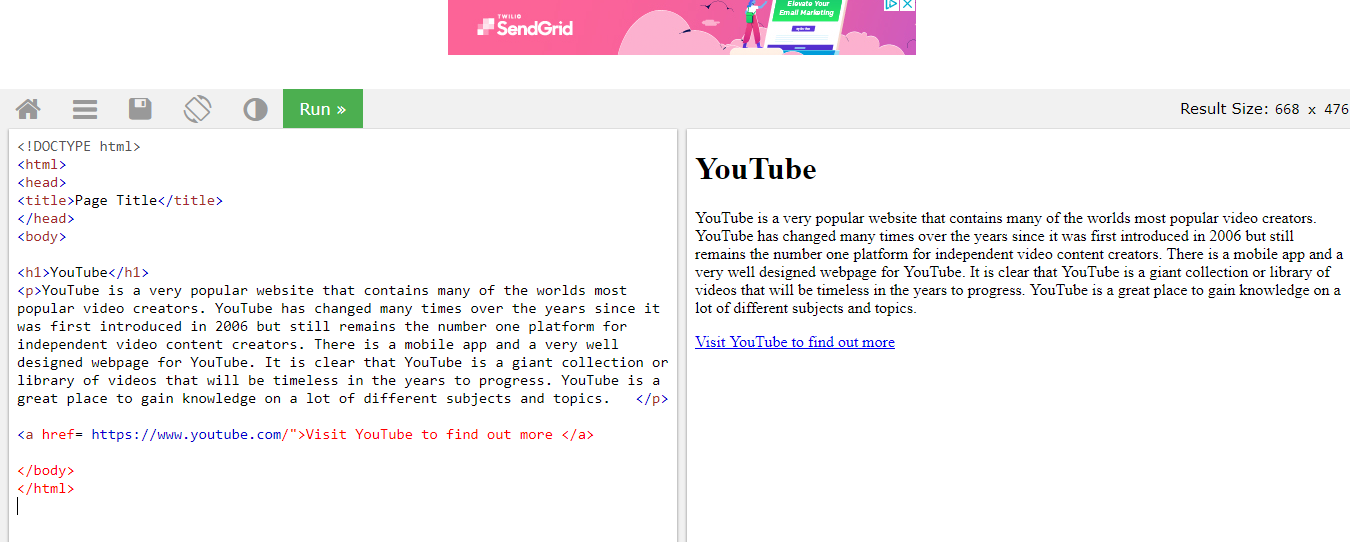 TWILIO
SendGrid
Elevate Your
Email Marketing
Run »
Result Size: 668 x 476
<!DOCTYPE html>
<html>
<head>
<title>Page Title</title>
</head>
<body>
<h1>YouTube</h1>
<p>YouTube is a very popular website that contains many of the worlds most
popular video creators. YouTube has changed many times over the years since it
was first introduced in 2006 but still remains the number one platform for
independent video content creators. There is a mobile app and a very well
designed webpage for YouTube. It is clear that YouTube is a giant collection or
library of videos that will be timeless in the years to progress. YouTube is a
great place to gain knowledge on a lot of different subjects and topics.   </p>
<a href= https://www.youtube.com/">Visit YouTube to find out more </a>
</body>
</html>
YouTube
YouTube is a very popular website that contains many of the worlds most popular video creators.
YouTube has changed many times over the years since it was first introduced in 2006 but still
remains the number one platform for independent video content creators. There is a mobile app and a
very well designed webpage for YouTube. It is clear that YouTube is a giant collection or library of
videos that will be timeless in the years to progress. YouTube is a great place to gain knowledge on a
lot of different subjects and topics.
Visit YouTube to find out more